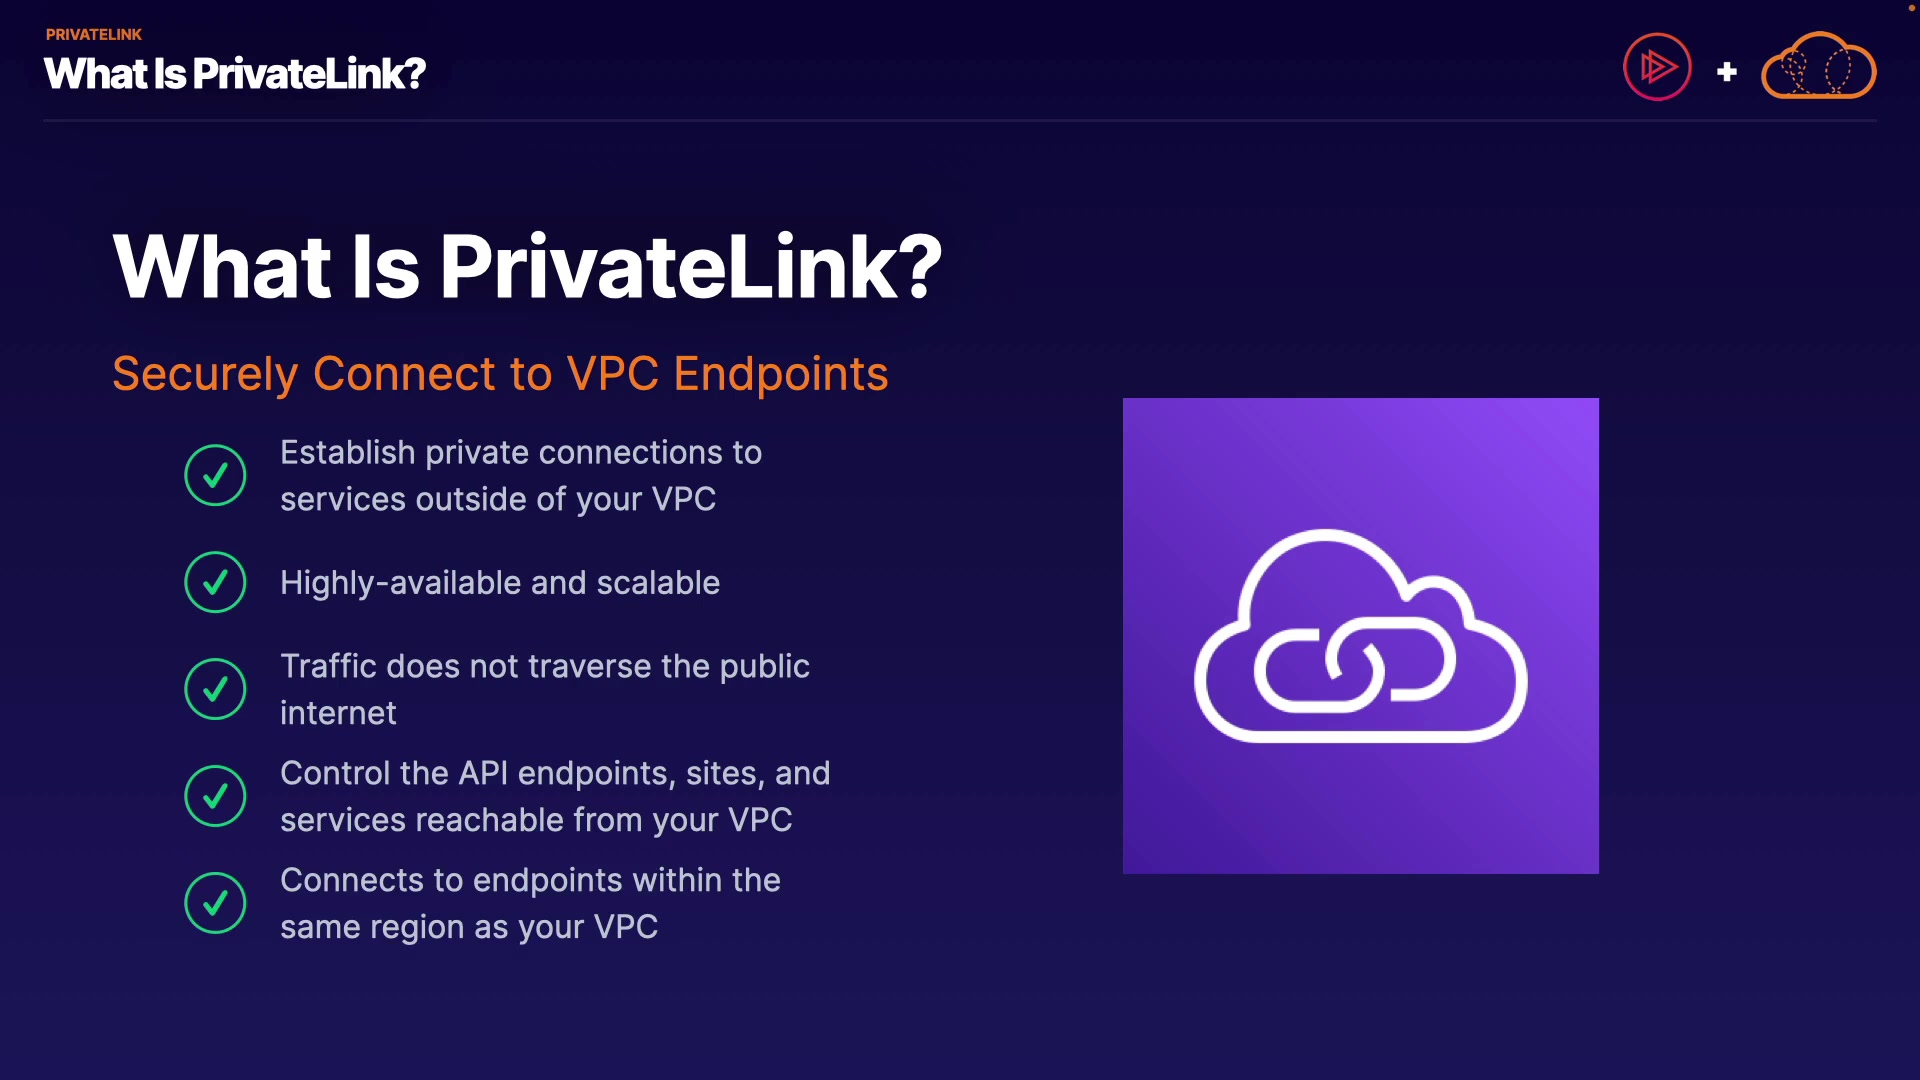 PRIVATELINK
What Is PrivateLink?
What Is PrivateLink?
Securely Connect to VPC Endpoints
Establish private connections to
services outside of your VPC
Highly-available and scalable
Traffic does not traverse the public
internet
Control the API endpoints, sites, and
services reachable from your VPC
Connects to endpoints within the
same region as your VPC